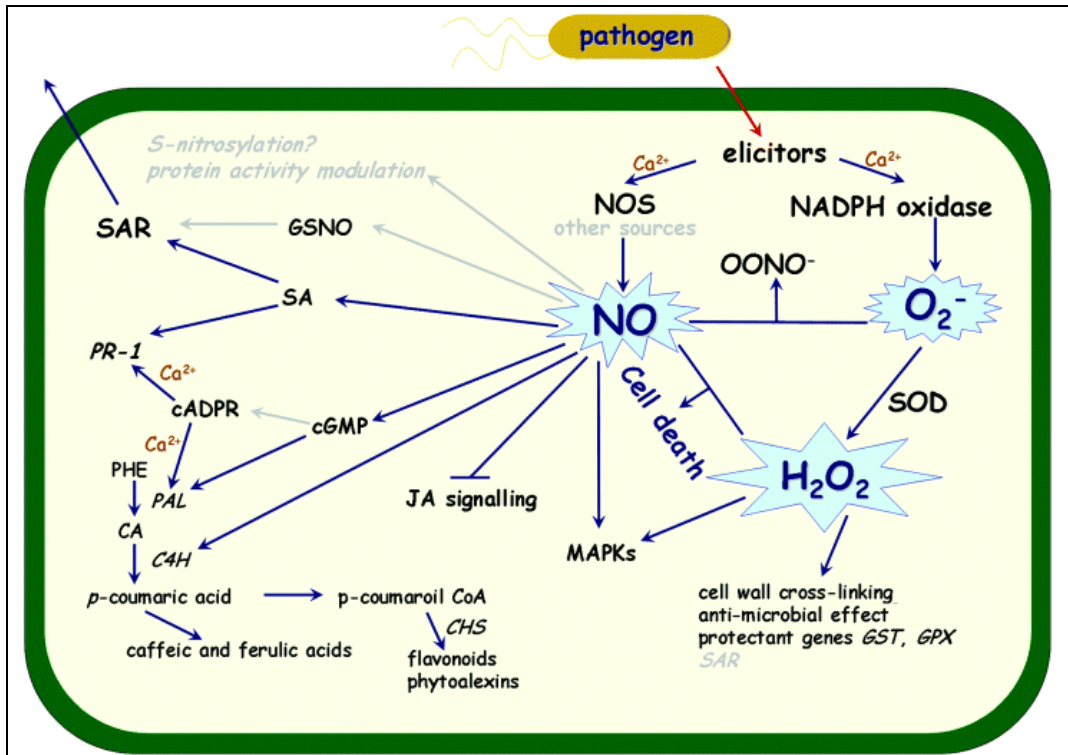 pathogen
S-nitrosylation?
protein activity modulation
elicitors
Ca²⁺
Ca²⁺
NOS
other sources
NADPH oxidase
SAR
GSNO
OONO⁻
SA
NO
O₂⁻
PR-1
Ca²⁺
cADPR
cGMP
Cell death
SOD
Ca²⁺
PHE
PAL
JA signalling
H₂O₂
CA
C4H
MAPKs
p-coumaric acid
p-coumaroil CoA
cell wall cross-linking
anti-microbial effect
protectant genes GST, GPX
SAR
CHS
caffeic and ferulic acids
flavonoids
phytoalexins